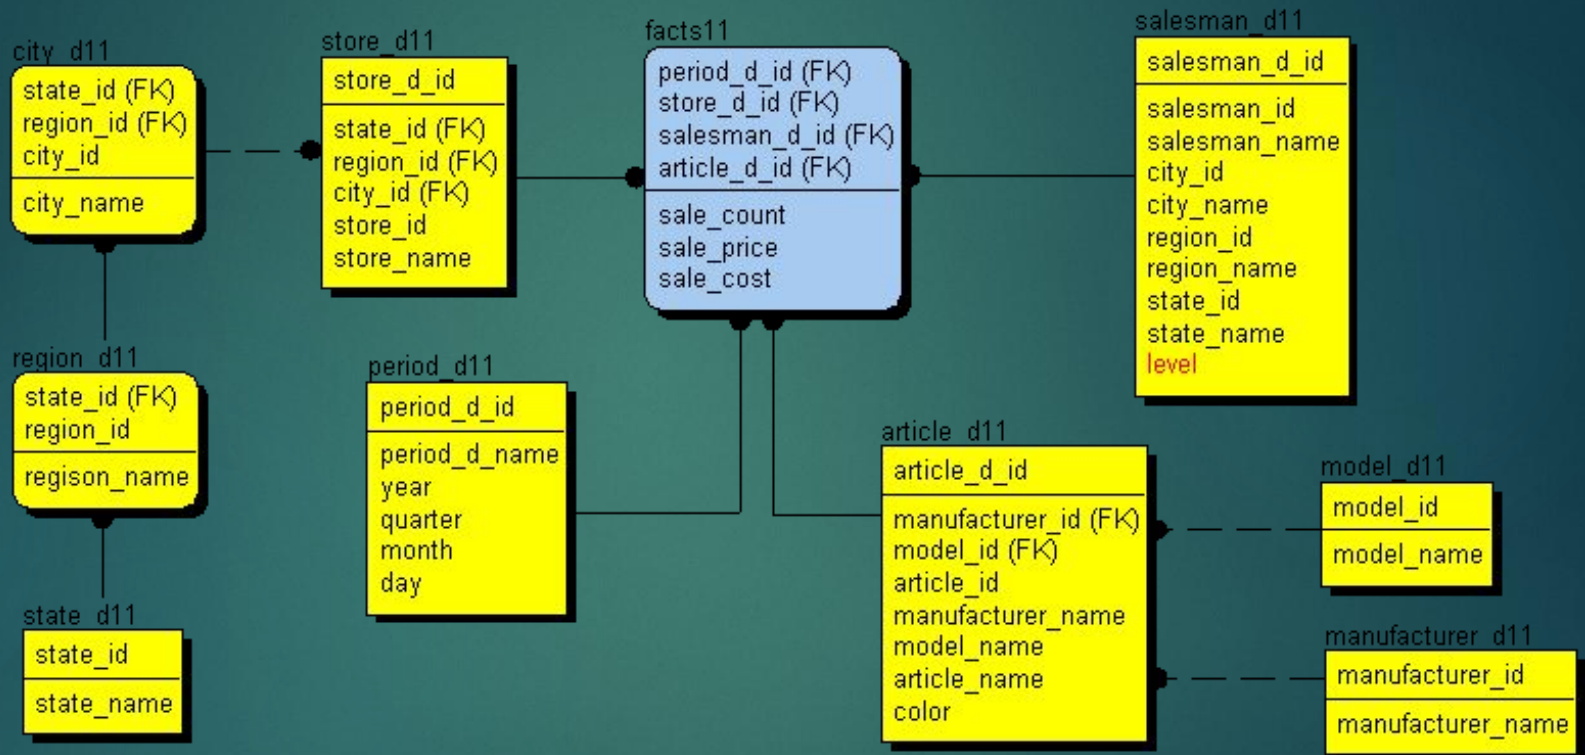 city_d11
state_id (FK)
region_id (FK)
city_id
city_name
store_d11
store_d_id
state_id (FK)
region_id (FK)
city_id (FK)
store_id
store_name
facts11
period_d_id (FK)
store_d_id (FK)
salesman_d_id (FK)
article_d_id (FK)
sale_count
sale_price
sale_cost
salesman_d11
salesman_d_id
salesman_id
salesman_name
city_id
city_name
region_id
region_name
state_id
state_name
level
region_d11
state_id (FK)
region_id
regison_name
period_d11
period_d_id
period_d_name
year
quarter
month
day
article_d11
article_d_id
manufacturer_id (FK)
model_id (FK)
article_id
manufacturer_name
model_name
article_name
color
model_d11
model_id
model_name
state_d11
state_id
state_name
manufacturer_d11
manufacturer_id
manufacturer_name